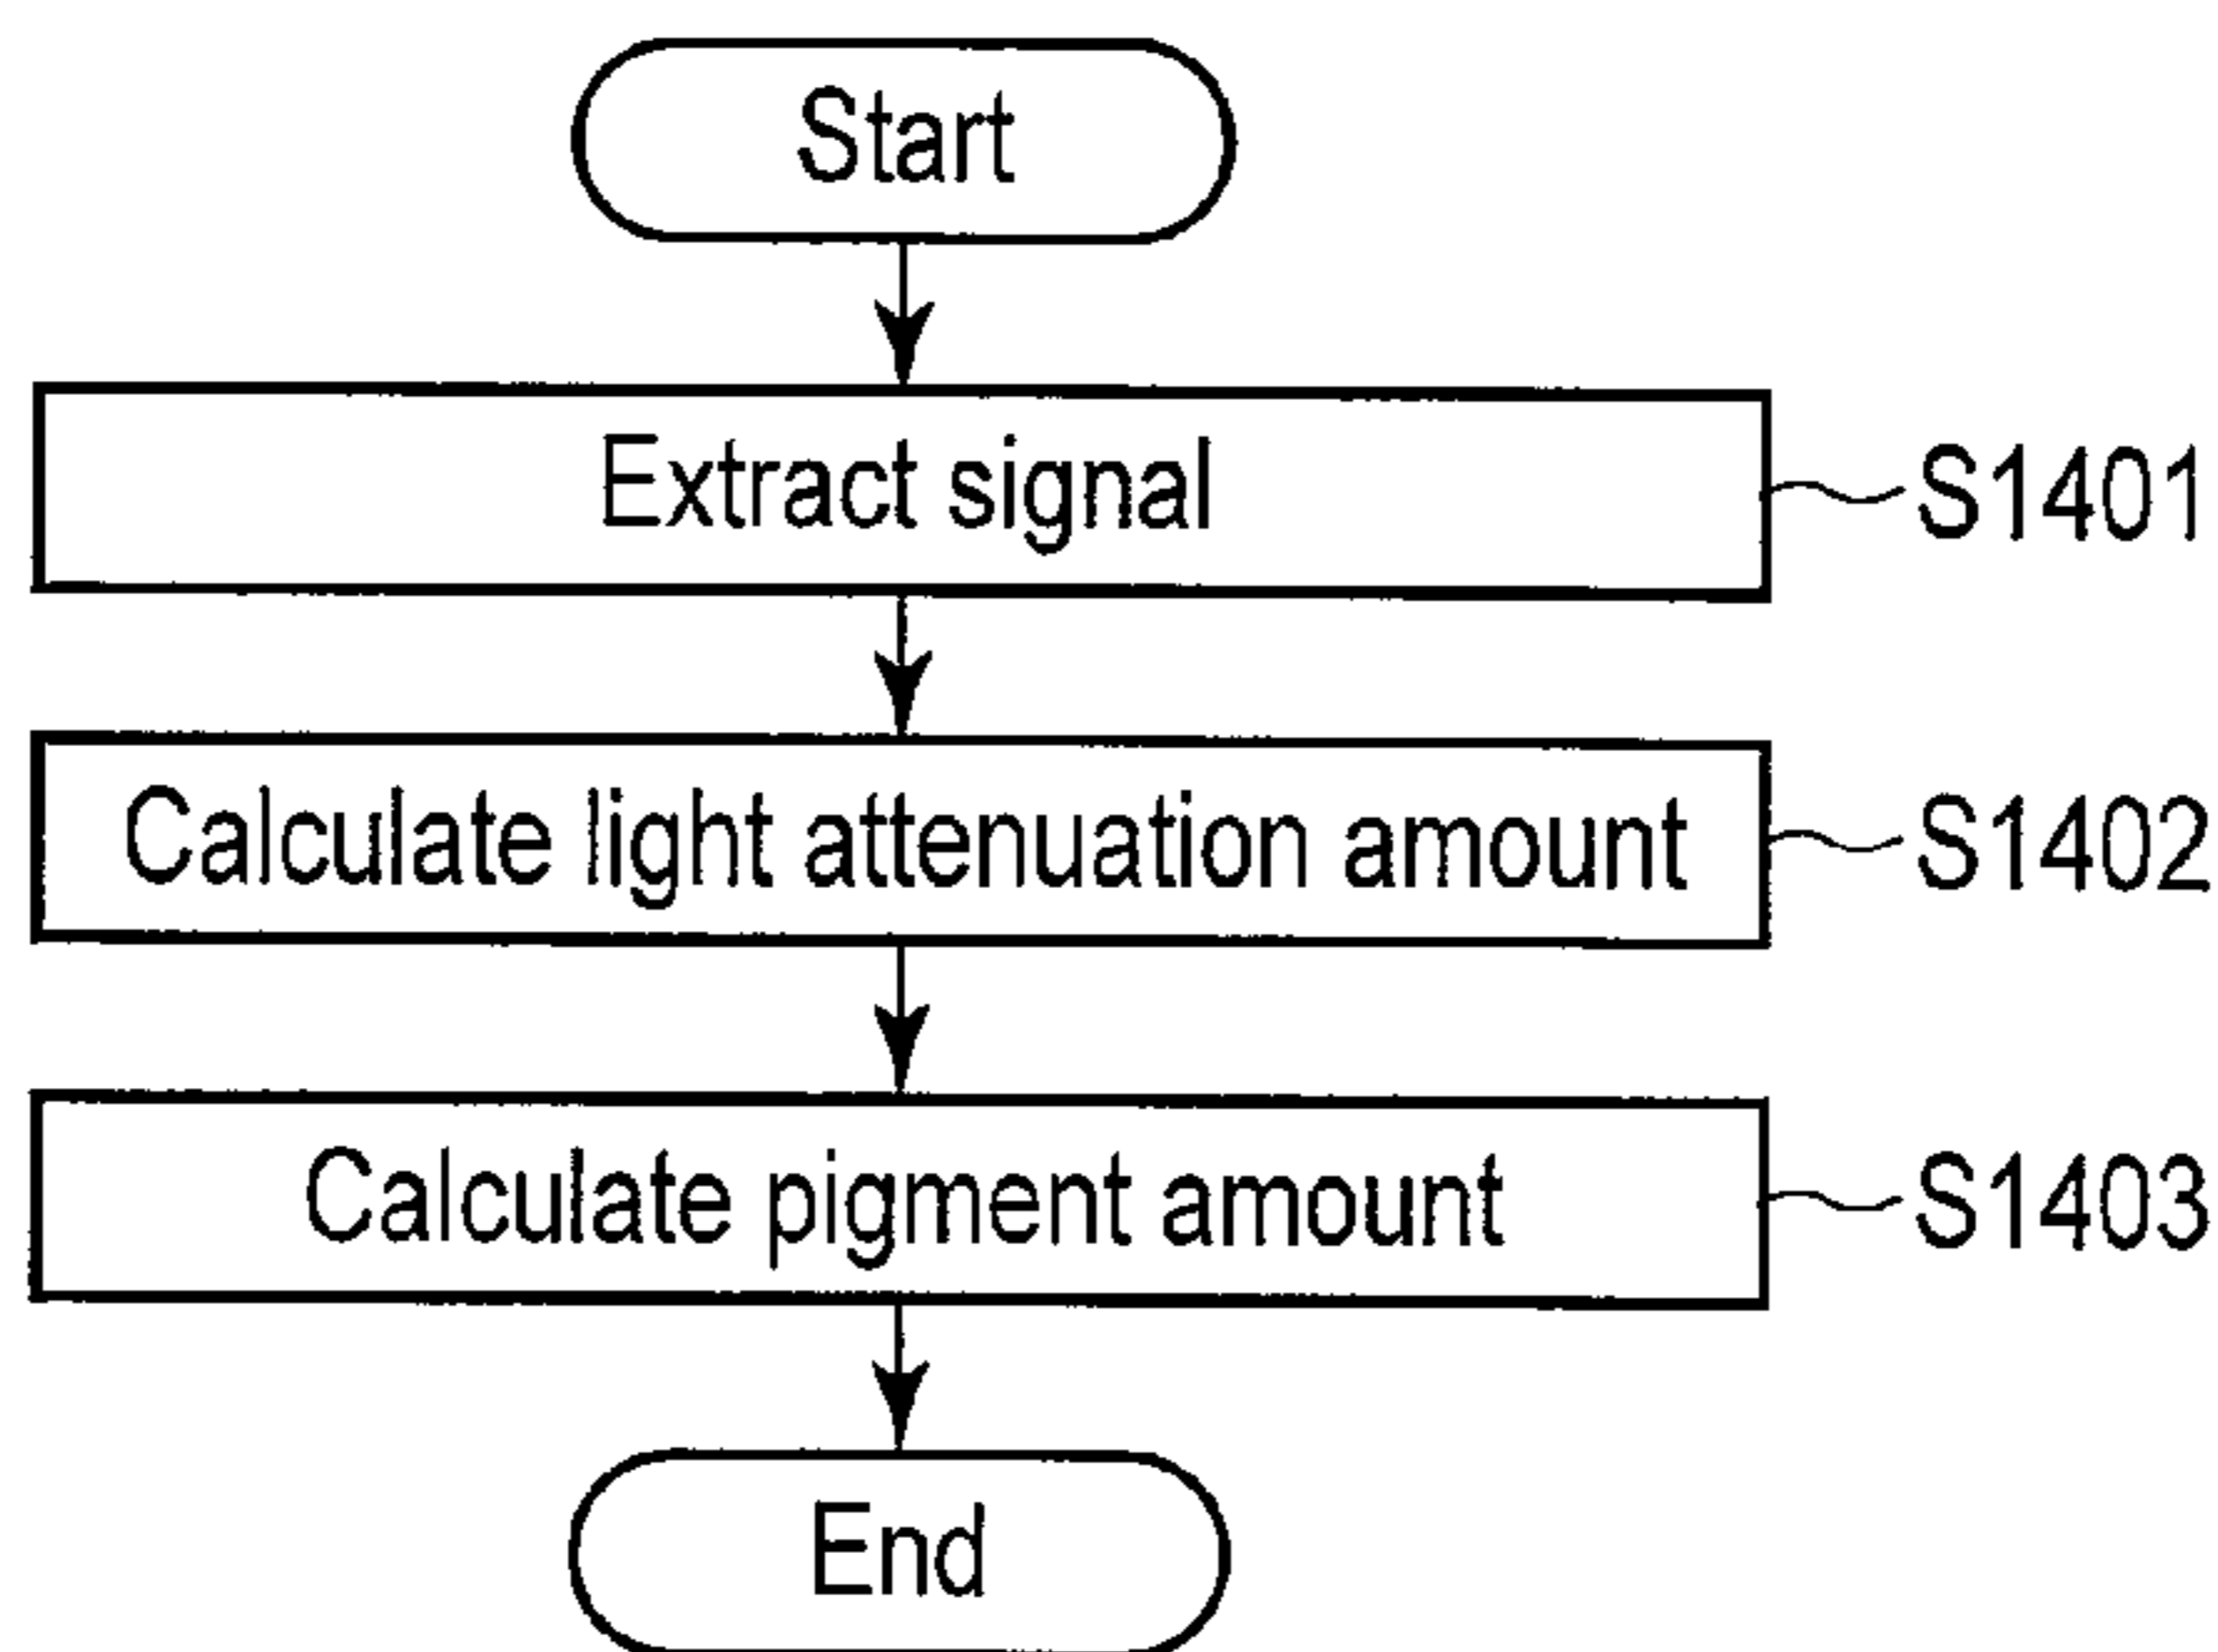 Start
Extract signal
S1401
Calculate light attenuation amount
S1402
Calculate pigment amount
S1403
End